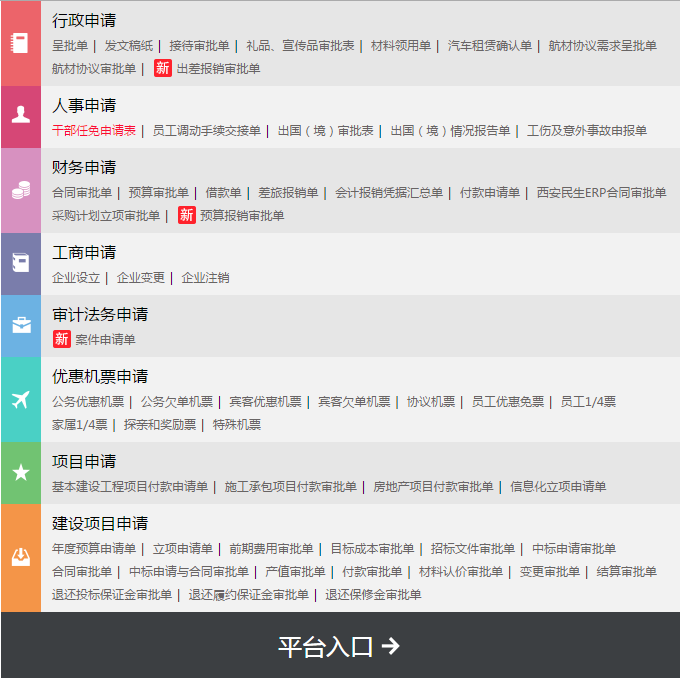 行政申请
呈批单 | 发文稿纸 | 接待审批单 | 礼品、宣传品审批表 | 材料领用单 | 汽车租赁确认单 | 航材协议需求呈批单
航材协议审批单 | 新 出差报销审批单
人事申请
干部任免申请表 | 员工调动手续交接单 | 出国（境）审批表 | 出国（境）情况报告单 | 工伤及意外事故申报单
财务申请
合同审批单 | 预算审批单 | 借款单 | 差旅报销单 | 会计报销凭据汇总单 | 付款申请单 | 西安民生ERP合同审批单
采购计划立项审批单 | 新 预算报销审批单
工商申请
企业设立 | 企业变更 | 企业注销
审计法务申请
新 案件申请单
优惠机票申请
公务优惠机票 | 公务欠单机票 | 宾客优惠机票 | 宾客欠单机票 | 协议机票 | 员工优惠免票 | 员工1/4票
家属1/4票 | 探亲和奖励票 | 特殊机票
项目申请
基本建设工程项目付款申请单 | 施工承包项目付款审批单 | 房地产项目付款审批单 | 信息化立项申请单
建设项目申请
年度预算申请单 | 立项申请单 | 前期费用审批单 | 目标成本审批单 | 招标文件审批单 | 中标申请审批单
合同审批单 | 中标申请与合同审批单 | 产值审批单 | 付款审批单 | 材料认价审批单 | 变更审批单 | 结算审批单
退还投标保证金审批单 | 退还履约保证金审批单 | 退还保修金审批单
平台入口 →